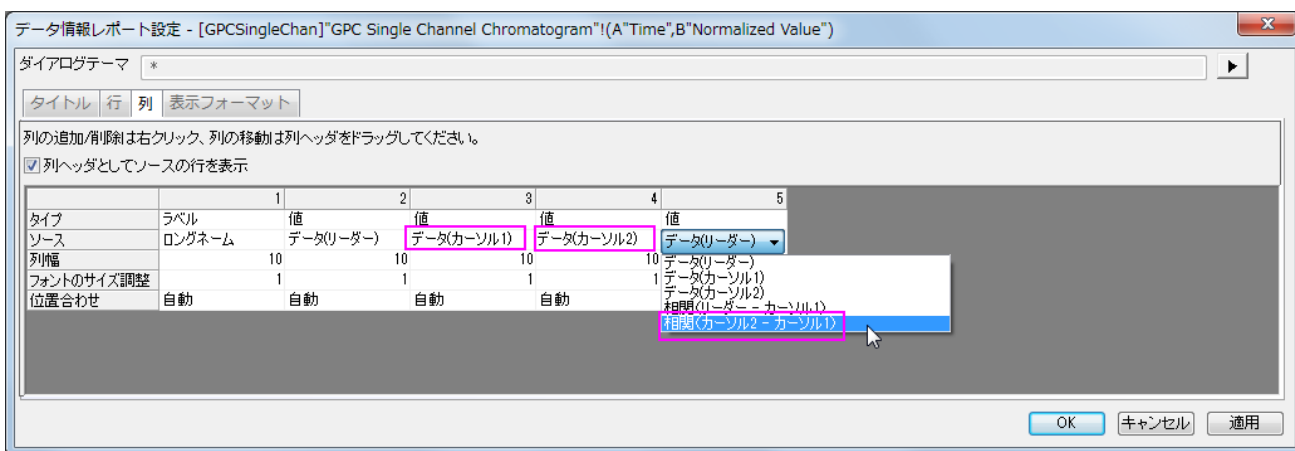 データ情報レポート設定 - [GPCSingleChan]"GPC Single Channel Chromatogram"!(A"Time",B"Normalized Value")
ダイアログテーマ *
タイトル 行 列 表示フォーマット
列の追加/削除は右クリック、列の移動は列ヘッダをドラッグしてください。
列ヘッダとしてソースの行を表示
1 2 3 4 5
タイプ ラベル 値 値 値 値
ソース ロングネーム データ(リーダー) データ(カーソル1) データ(カーソル2) データ(リーダー)
列幅 10 10 10 10
フォントのサイズ調整 1 1 1 1
位置合わせ 自動 自動 自動 自動
データ(リーダー)
データ(カーソル1)
データ(カーソル2)
相関(リーダー - カーソル1)
相関(カーソル2 - カーソル1)
OK キャンセル 適用